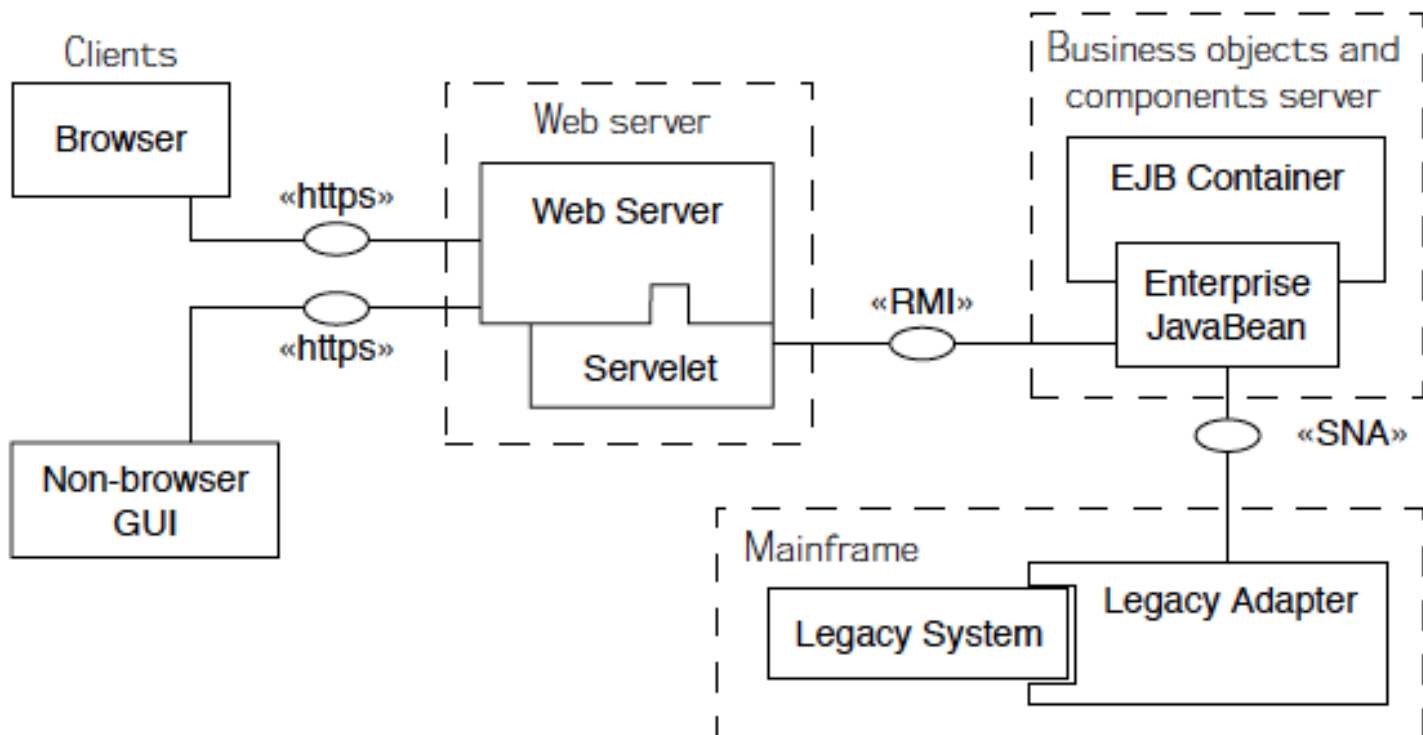 Clients
Browser
«https»
«https»
Non-browser
GUI
Web server
Web Server
Servelet
«RMI»
Business objects and
components server
EJB Container
Enterprise
JavaBean
«SNA»
Mainframe
Legacy System
Legacy Adapter